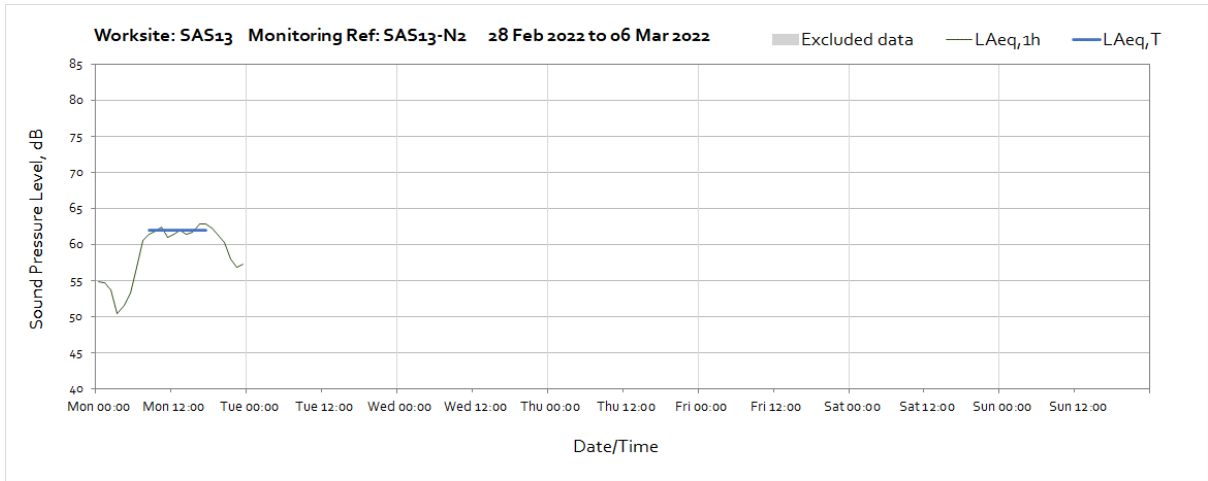 Worksite: SAS13 Monitoring Ref: SAS13-N2 28 Feb 2022 to 06 Mar 2022
Excluded data LAeq,1h LAeq,T
Sound Pressure Level, dB
85
80
75
70
65
60
55
50
45
40
Mon 00:00 Mon 12:00 Tue 00:00 Tue 12:00 Wed 00:00 Wed 12:00 Thu 00:00 Thu 12:00 Fri 00:00 Fri 12:00 Sat 00:00 Sat 12:00 Sun 00:00 Sun 12:00
Date/Time